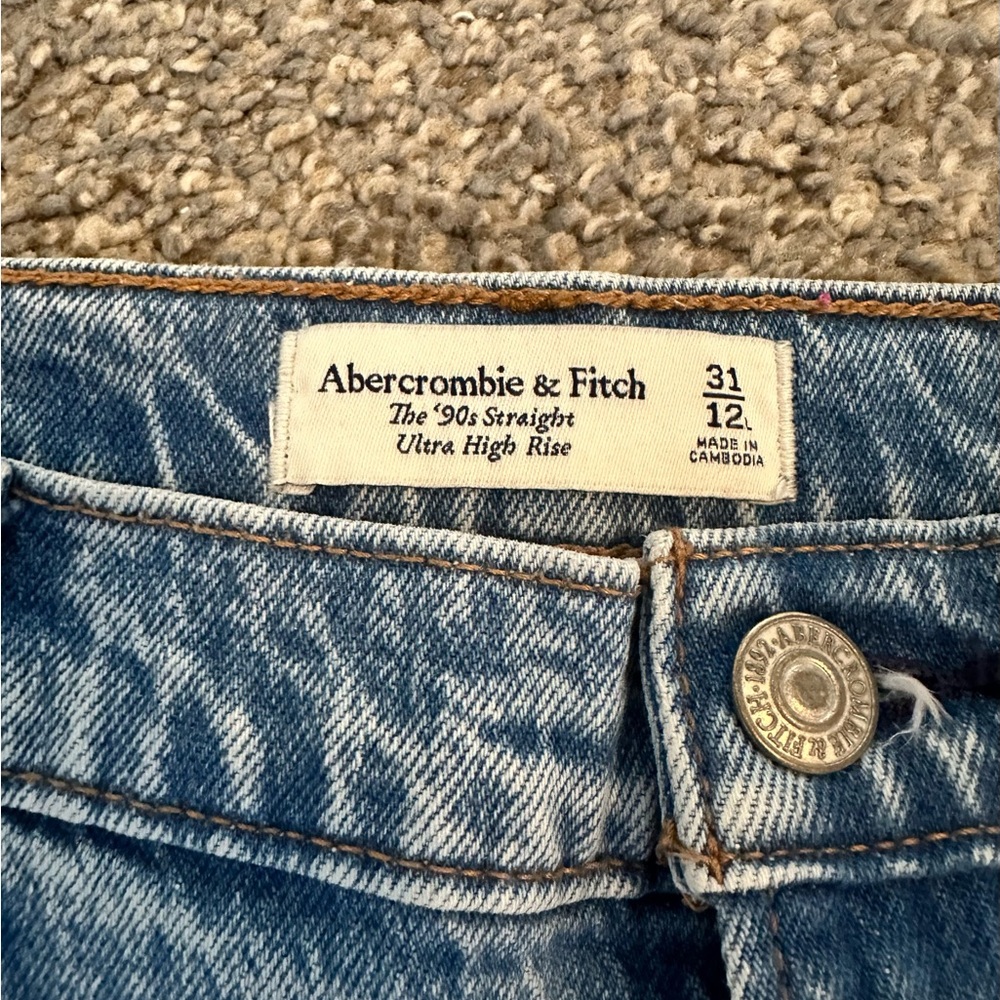 Abercrombie & Fitch
The '90s Straight
Ultra High Rise
31
12L
MADE IN
CAMBODIA
ABERCROMBIE & FITCH · 1892 ·